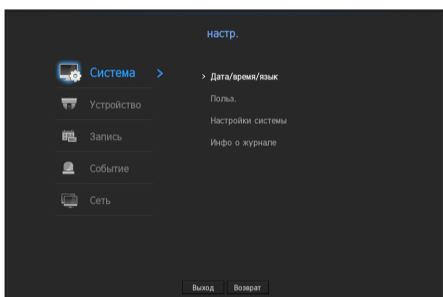 настр.
Система >
> Дата/время/язык
Польз.
Настройки системы
Инфо о журнале
Устройство
Запись
Событие
Сеть
Выход
Возврат